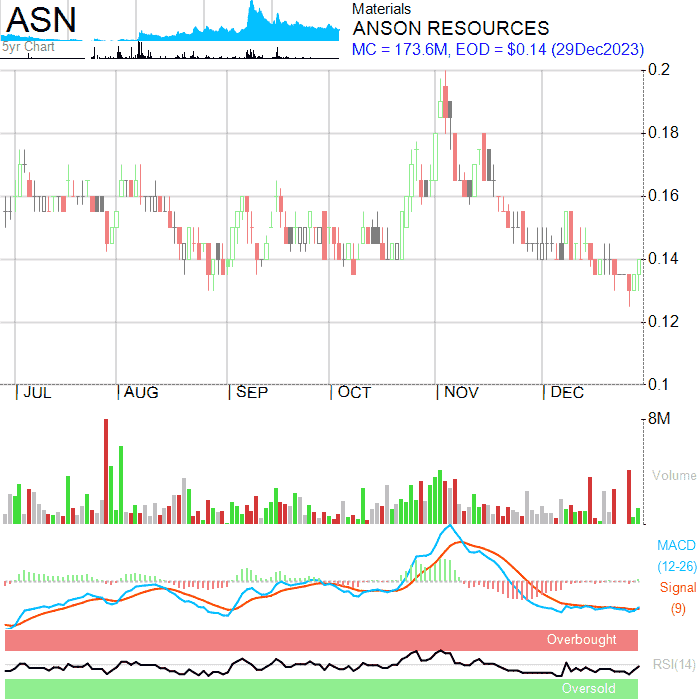 ASN
5yr Chart
Materials
ANSON RESOURCES
MC = 173.6M, EOD = $0.14 (29Dec2023)
0.2
0.18
0.16
0.14
0.12
0.1
JUL
AUG
SEP
OCT
NOV
DEC
8M
Volume
MACD
(12-26)
Signal
(9)
Overbought
RSI(14)
Oversold